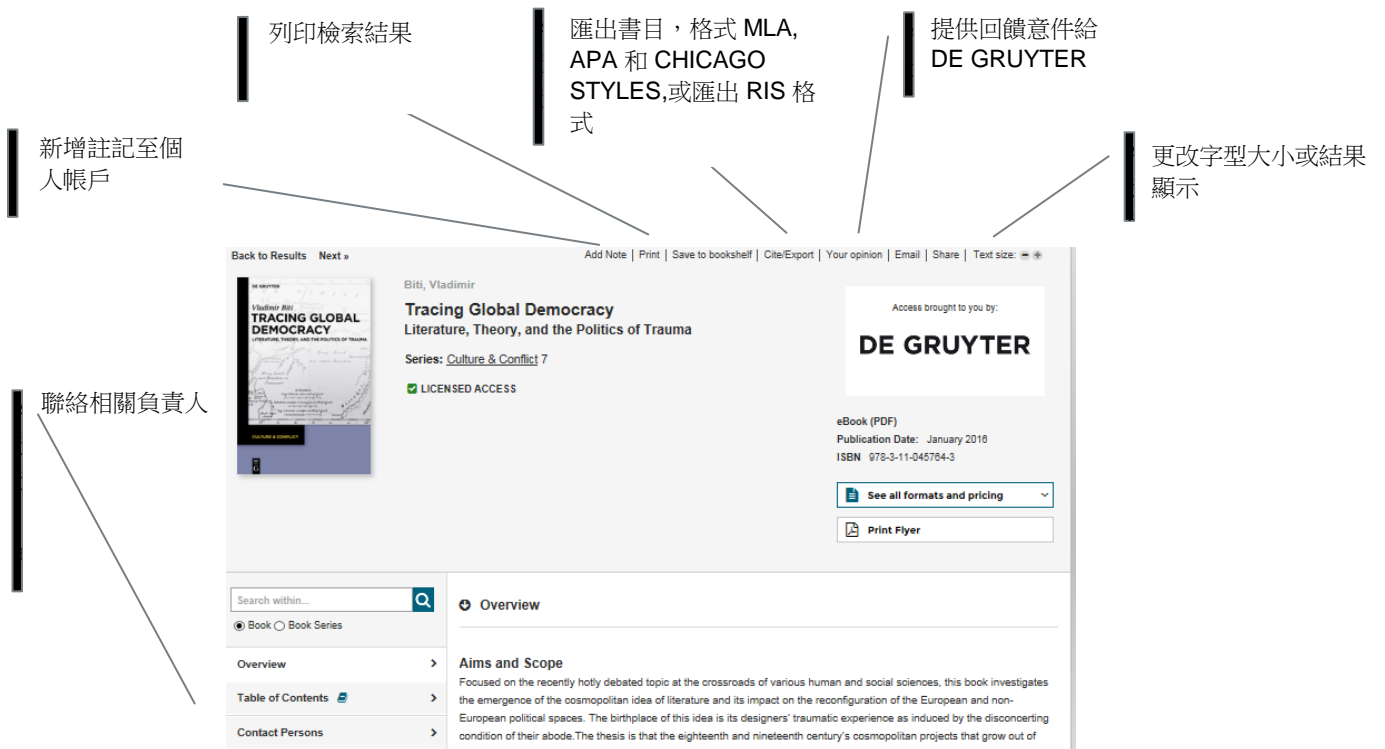 列印檢索結果
匯出書目，格式 MLA,
APA 和 CHICAGO
STYLES,或匯出 RIS 格
式
提供回饋意件給
DE GRUYTER
新增註記至個
人帳戶
更改字型大小或結果
顯示
聯絡相關負責人
Back to Results Next »
Add Note | Print | Save to bookshelf | Cite/Export | Your opinion | Email | Share | Text size: - +
DE GRUYTER
Vladimir Biti
TRACING GLOBAL
DEMOCRACY
LITERATURE, THEORY, AND THE POLITICS OF TRAUMA
CULTURE & CONFLICT
DG
Biti, Vladimir
Tracing Global Democracy
Literature, Theory, and the Politics of Trauma
Series: Culture & Conflict 7
LICENSED ACCESS
Access brought to you by:
DE GRUYTER
eBook (PDF)
Publication Date: January 2016
ISBN 978-3-11-045764-3
See all formats and pricing
Print Flyer
Search within...
Book Book Series
Overview
Table of Contents
Contact Persons
Overview
Aims and Scope
Focused on the recently hotly debated topic at the crossroads of various human and social sciences, this book investigates
the emergence of the cosmopolitan idea of literature and its impact on the reconfiguration of the European and non-
European political spaces. The birthplace of this idea is its designers' traumatic experience as induced by the disconcerting
condition of their abode.The thesis is that the eighteenth and nineteenth century's cosmopolitan projects that grow out of